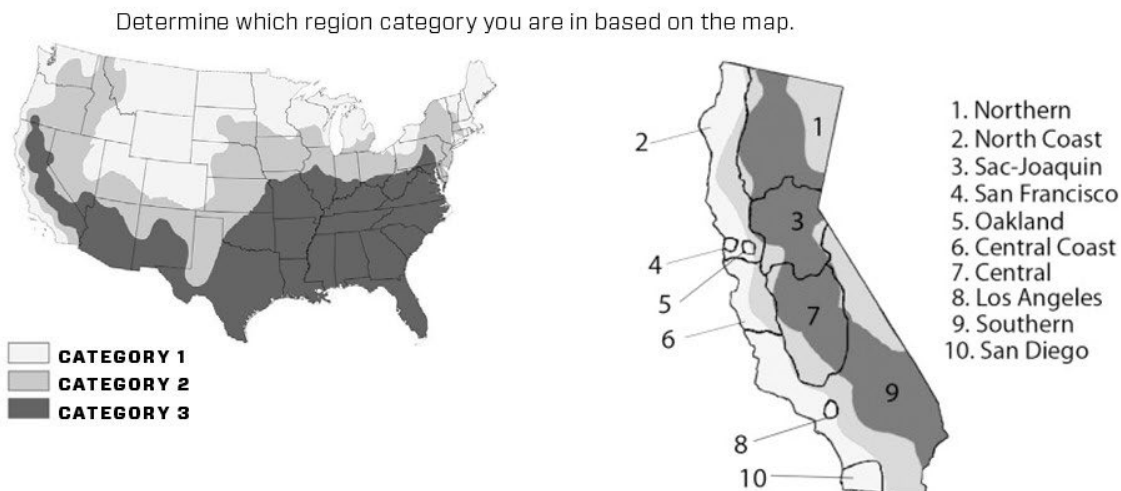 Determine which region category you are in based on the map.
CATEGORY 1
CATEGORY 2
CATEGORY 3
1
2
3
4
5
6
7
8
9
10
1. Northern
2. North Coast
3. Sac-Joaquin
4. San Francisco
5. Oakland
6. Central Coast
7. Central
8. Los Angeles
9. Southern
10. San Diego